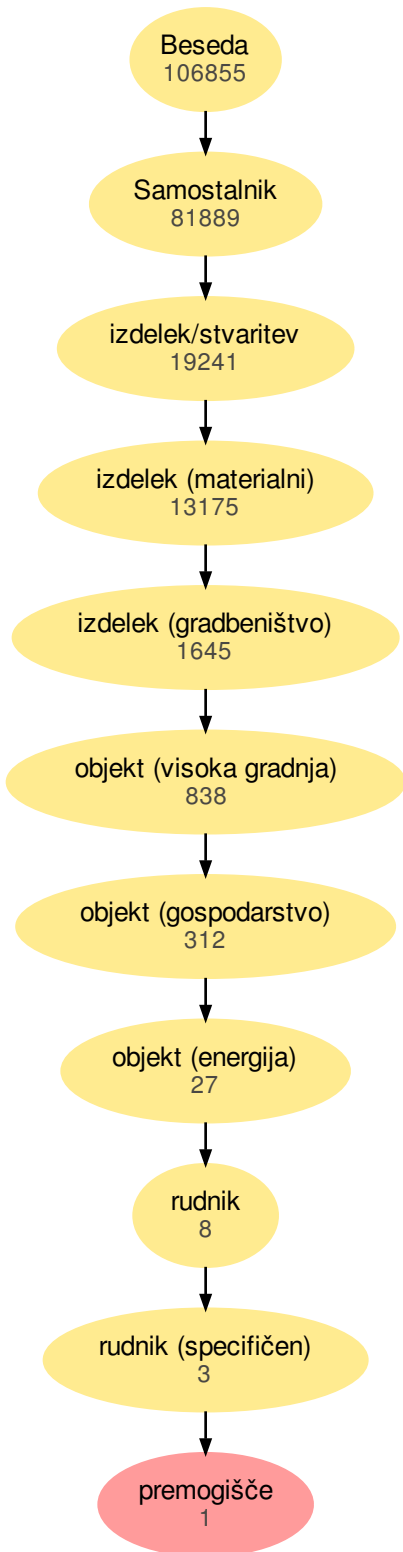 Beseda
106855
Samostalnik
81889
izdelek/stvaritev
19241
izdelek (materialni)
13175
izdelek (gradbeništvo)
1645
objekt (visoka gradnja)
838
objekt (gospodarstvo)
312
objekt (energija)
27
rudnik
8
rudnik (specifičen)
3
premogišče
1